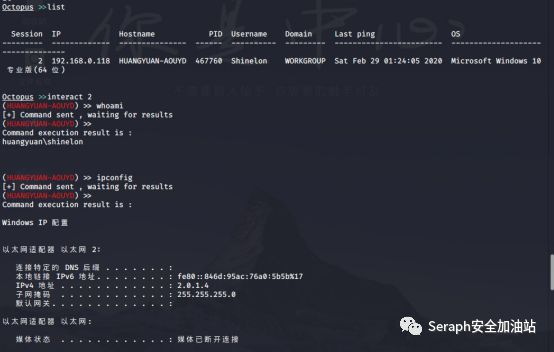 Octopus >>list
Session IP Hostname PID Username Domain Last ping OS
2 192.168.0.118 HUANGYUAN-AOUYD 467760 Shinelon WORKGROUP Sat Feb 29 01:24:05 2020 Microsoft Windows 10
专业版(64 位)
Octopus >>interact 2
(HUANGYUAN-AOUYD) >> whoami
[+] Command sent , waiting for results
(HUANGYUAN-AOUYD) >>
Command execution result is :
huangyuan\shinelon
(HUANGYUAN-AOUYD) >> ipconfig
[+] Command sent , waiting for results
(HUANGYUAN-AOUYD) >>
Command execution result is :
Windows IP 配置
以太网适配器 以太网 2:
连接特定的 DNS 后缀 . . . . . . . :
本地链接 IPv6 地址. . . . . . . . : fe80::846d:95ac:76a0:5b5b%17
IPv4 地址 . . . . . . . . . . . . : 2.0.1.4
子网掩码 . . . . . . . . . . . . : 255.255.255.0
默认网关. . . . . . . . . . . . . :
以太网适配器 以太网:
媒体状态 . . . . . . . . . . . . : 媒体已断开连接
Seraph安全加油站